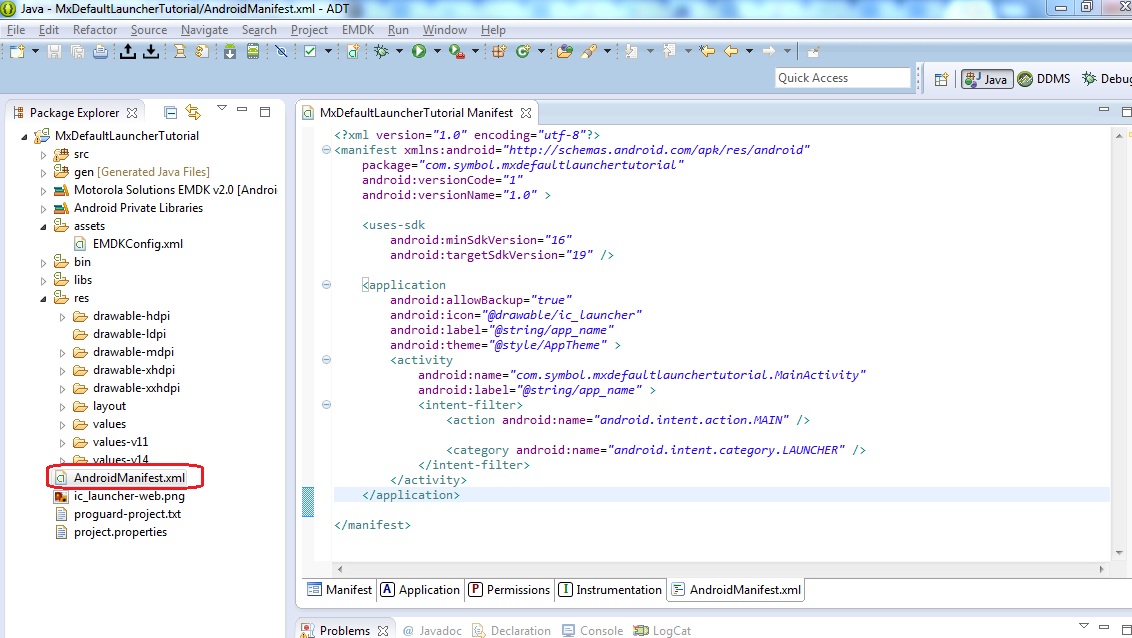 Java - MxDefaultLauncherTutorial/AndroidManifest.xml - ADT
File Edit Refactor Source Navigate Search Project EMDK Run Window Help
Quick Access
Java DDMS Debug
Package Explorer
MxDefaultLauncherTutorial
src
gen [Generated Java Files]
Motorola Solutions EMDK v2.0 [Androi
Android Private Libraries
assets
EMDKConfig.xml
bin
libs
res
drawable-hdpi
drawable-ldpi
drawable-mdpi
drawable-xhdpi
drawable-xxhdpi
layout
values
values-v11
values-v14
AndroidManifest.xml
ic_launcher-web.png
proguard-project.txt
project.properties
MxDefaultLauncherTutorial Manifest
<?xml version="1.0" encoding="utf-8"?>
<manifest xmlns:android="http://schemas.android.com/apk/res/android"
package="com.symbol.mxdefaultlaunchertutorial"
android:versionCode="1"
android:versionName="1.0" >
<uses-sdk
android:minSdkVersion="16"
android:targetSdkVersion="19" />
<application
android:allowBackup="true"
android:icon="@drawable/ic_launcher"
android:label="@string/app_name"
android:theme="@style/AppTheme" >
<activity
android:name="com.symbol.mxdefaultlaunchertutorial.MainActivity"
android:label="@string/app_name" >
<intent-filter>
<action android:name="android.intent.action.MAIN" />
<category android:name="android.intent.category.LAUNCHER" />
</intent-filter>
</activity>
</application>
</manifest>
Manifest A Application P Permissions I Instrumentation AndroidManifest.xml
Problems @ Javadoc Declaration Console LogCat